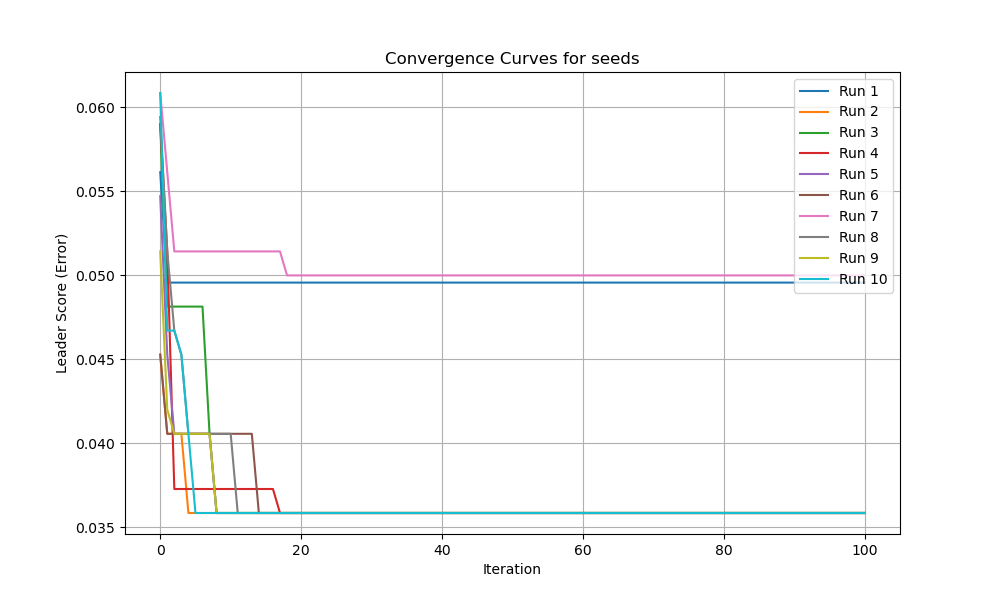 Convergence Curves for seeds
Leader Score (Error)
0.060
0.055
0.050
0.045
0.040
0.035
0
20
40
60
80
100
Iteration
Run 1
Run 2
Run 3
Run 4
Run 5
Run 6
Run 7
Run 8
Run 9
Run 10